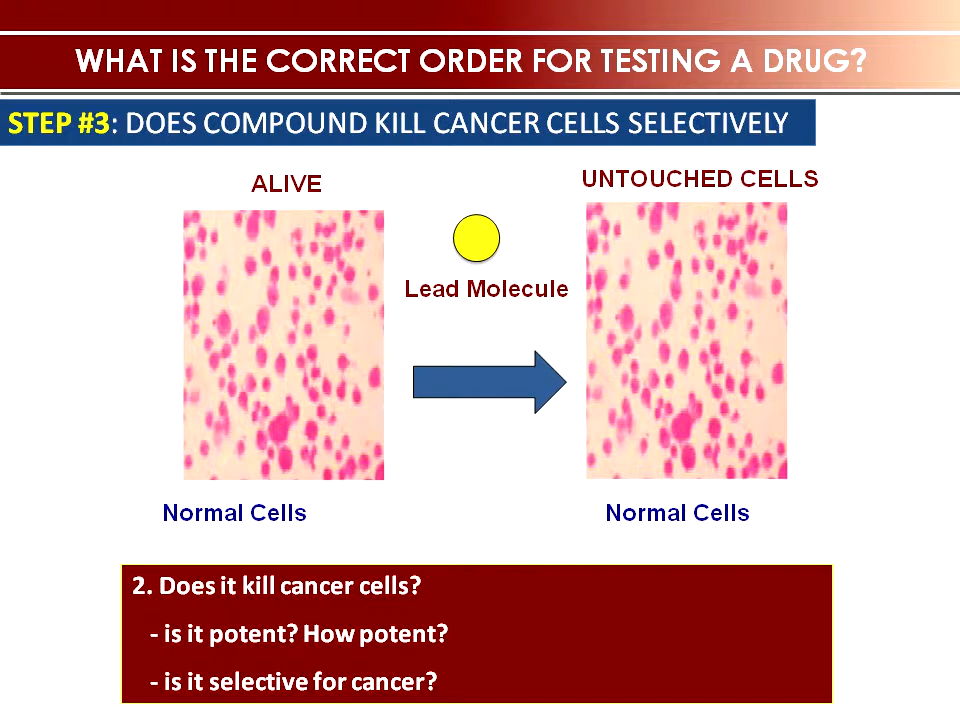 WHAT IS THE CORRECT ORDER FOR TESTING A DRUG?
STEP #3: DOES COMPOUND KILL CANCER CELLS SELECTIVELY
ALIVE
UNTOUCHED CELLS
Lead Molecule
Normal Cells
Normal Cells
2. Does it kill cancer cells?
- is it potent? How potent?
- is it selective for cancer?